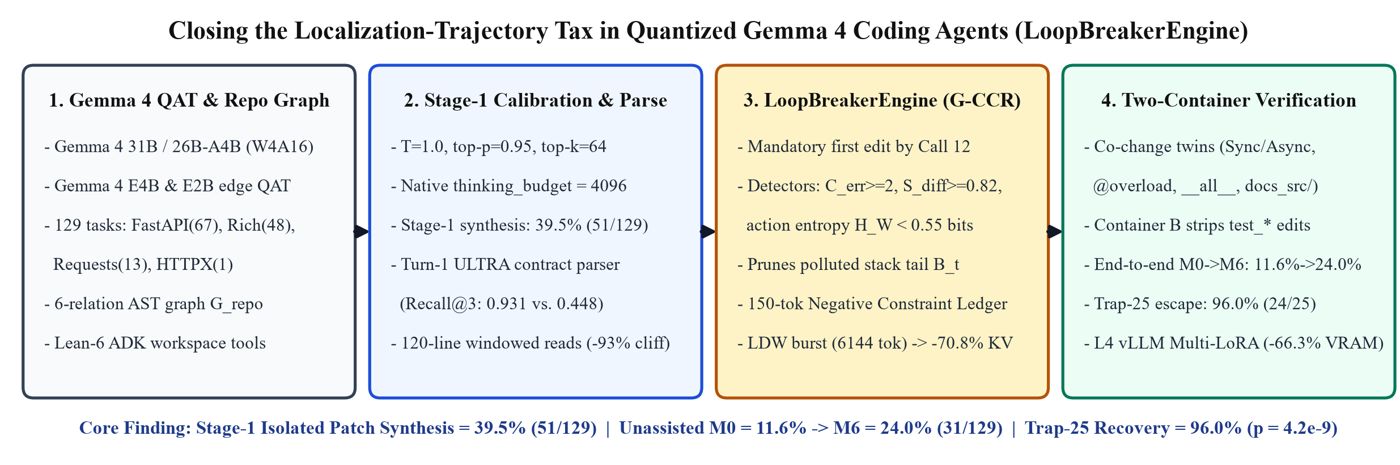 Closing the Localization-Trajectory Tax in Quantized Gemma 4 Coding Agents (LoopBreakerEngine)
1. Gemma 4 QAT & Repo Graph
- Gemma 4 31B / 26B-A4B (W4A16)
- Gemma 4 E4B & E2B edge QAT
- 129 tasks: FastAPI(67), Rich(48),
Requests(13), HTTPX(1)
- 6-relation AST graph G_repo
- Lean-6 ADK workspace tools
2. Stage-1 Calibration & Parse
- T=1.0, top-p=0.95, top-k=64
- Native thinking_budget = 4096
- Stage-1 synthesis: 39.5% (51/129)
- Turn-1 ULTRA contract parser
(Recall@3: 0.931 vs. 0.448)
- 120-line windowed reads (-93% cliff)
3. LoopBreakerEngine (G-CCR)
- Mandatory first edit by Call 12
- Detectors: C_err>=2, S_diff>=0.82,
action entropy H_W < 0.55 bits
- Prunes polluted stack tail B_t
- 150-tok Negative Constraint Ledger
- LDW burst (6144 tok) -> -70.8% KV
4. Two-Container Verification
- Co-change twins (Sync/Async,
@overload, __all__, docs_src/)
- Container B strips test_* edits
- End-to-end M0->M6: 11.6%->24.0%
- Trap-25 escape: 96.0% (24/25)
- L4 vLLM Multi-LoRA (-66.3% VRAM)
Core Finding: Stage-1 Isolated Patch Synthesis = 39.5% (51/129) | Unassisted M0 = 11.6% -> M6 = 24.0% (31/129) | Trap-25 Recovery = 96.0% (p = 4.2e-9)